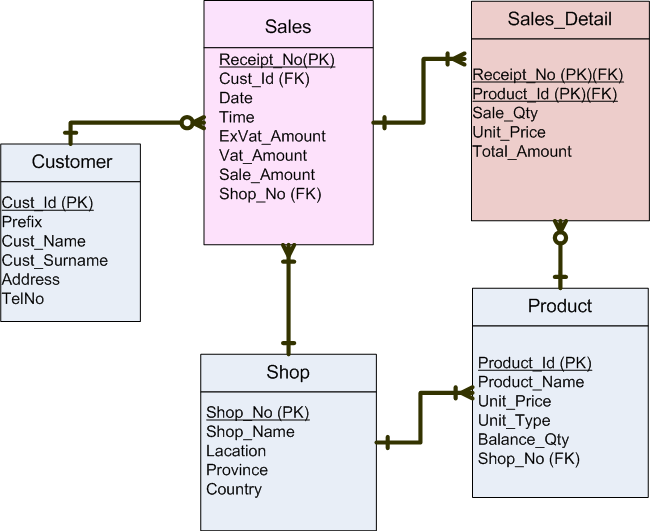 Sales
Receipt_No(PK)
Cust_Id (FK)
Date
Time
ExVat_Amount
Vat_Amount
Sale_Amount
Shop_No (FK)
Sales_Detail
Receipt_No (PK)(FK)
Product_Id (PK)(FK)
Sale_Qty
Unit_Price
Total_Amount
Customer
Cust_Id (PK)
Prefix
Cust_Name
Cust_Surname
Address
TelNo
Shop
Shop_No (PK)
Shop_Name
Lacation
Province
Country
Product
Product_Id (PK)
Product_Name
Unit_Price
Unit_Type
Balance_Qty
Shop_No (FK)